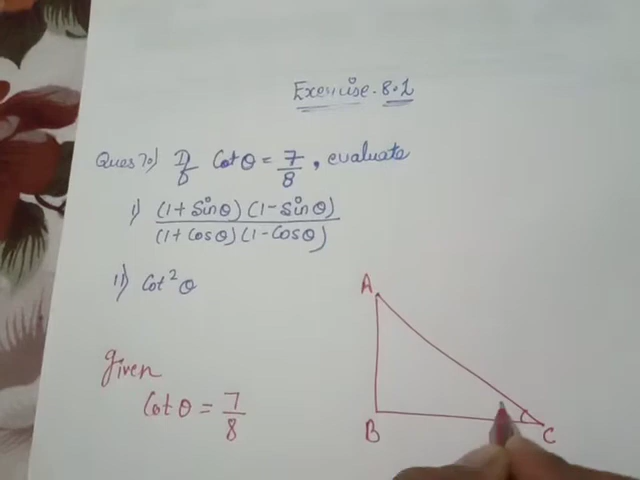 Exercise. 8.1
Ques 7.) If Cot θ = 7/8, evaluate
i) (1 + Sinθ) (1 - Sinθ) / (1 + Cosθ) (1 - Cosθ)
ii) Cot² θ
A
given
Cot θ = 7/8
B
C